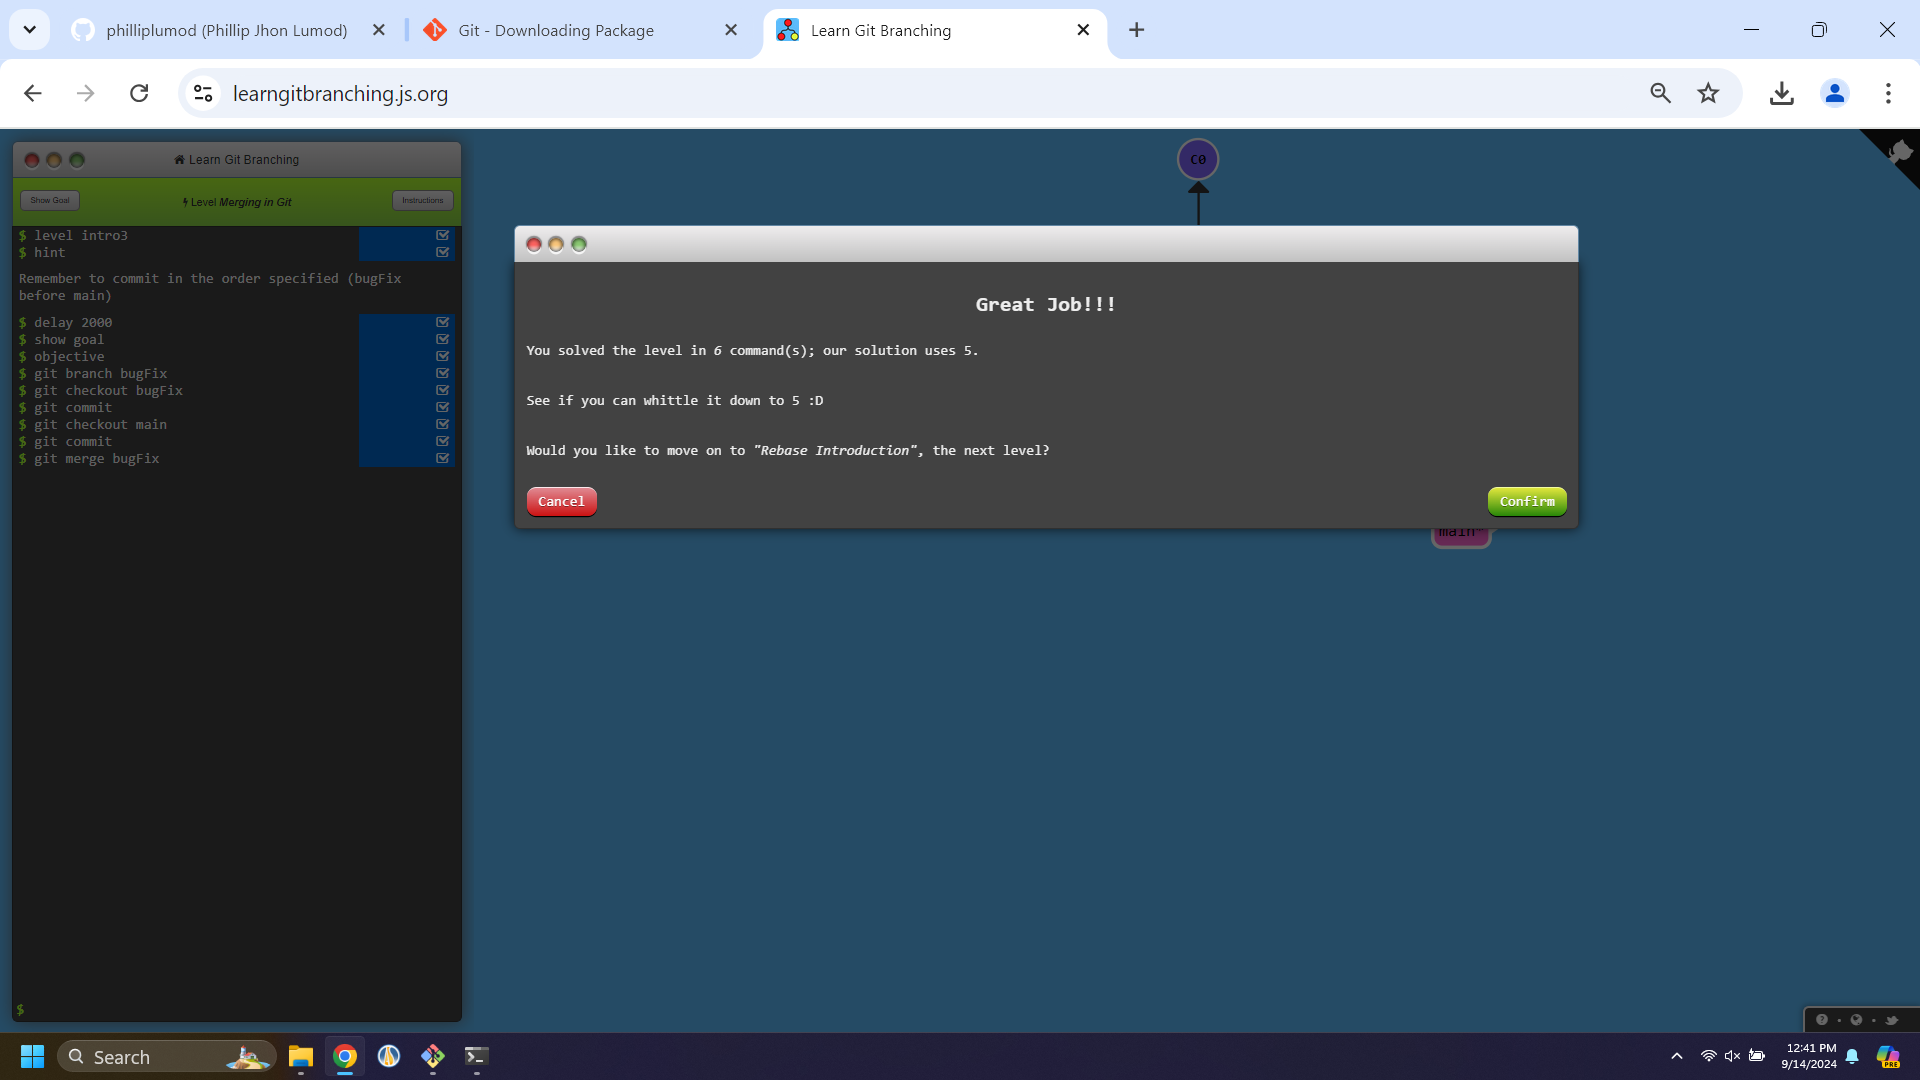 philliplumod (Phillip Jhon Lumod)
Git - Downloading Package
Learn Git Branching
learngitbranching.js.org
Learn Git Branching
Show Goal
Level Merging in Git
Instructions
$ level intro3
$ hint
Remember to commit in the order specified (bugFix
before main)
$ delay 2000
$ show goal
$ objective
$ git branch bugFix
$ git checkout bugFix
$ git commit
$ git checkout main
$ git commit
$ git merge bugFix
$
C0
Great Job!!!
You solved the level in 6 command(s); our solution uses 5.
See if you can whittle it down to 5 :D
Would you like to move on to "Rebase Introduction", the next level?
Cancel
Confirm
main*
Search
12:41 PM
9/14/2024
PRE